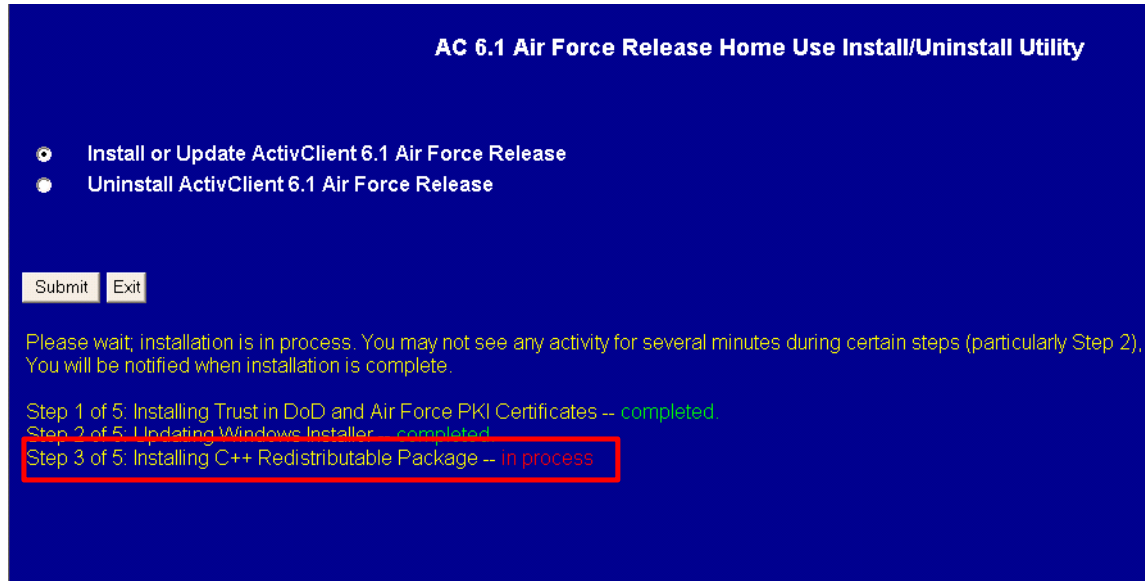 AC 6.1 Air Force Release Home Use Install/Uninstall Utility
Install or Update ActivClient 6.1 Air Force Release
Uninstall ActivClient 6.1 Air Force Release
Submit Exit
Please wait; installation is in process. You may not see any activity for several minutes during certain steps (particularly Step 2),
You will be notified when installation is complete.
Step 1 of 5: Installing Trust in DoD and Air Force PKI Certificates -- completed.
Step 2 of 5: Updating Windows Installer -- completed.
Step 3 of 5: Installing C++ Redistributable Package -- in process